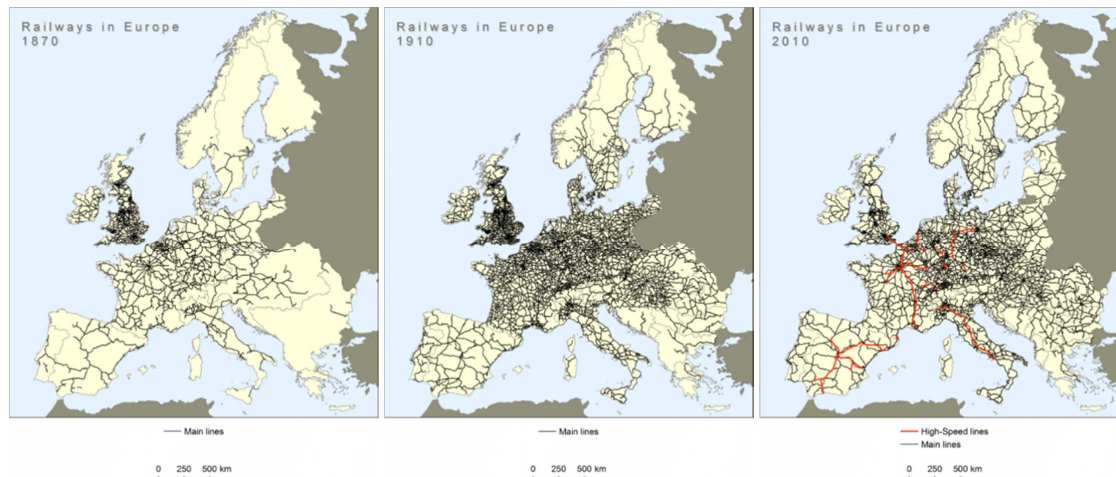 Railways in Europe
1870
Main lines
0 250 500 km
Railways in Europe
1910
Main lines
0 250 500 km
Railways in Europe
2010
High-Speed lines
Main lines
0 250 500 km